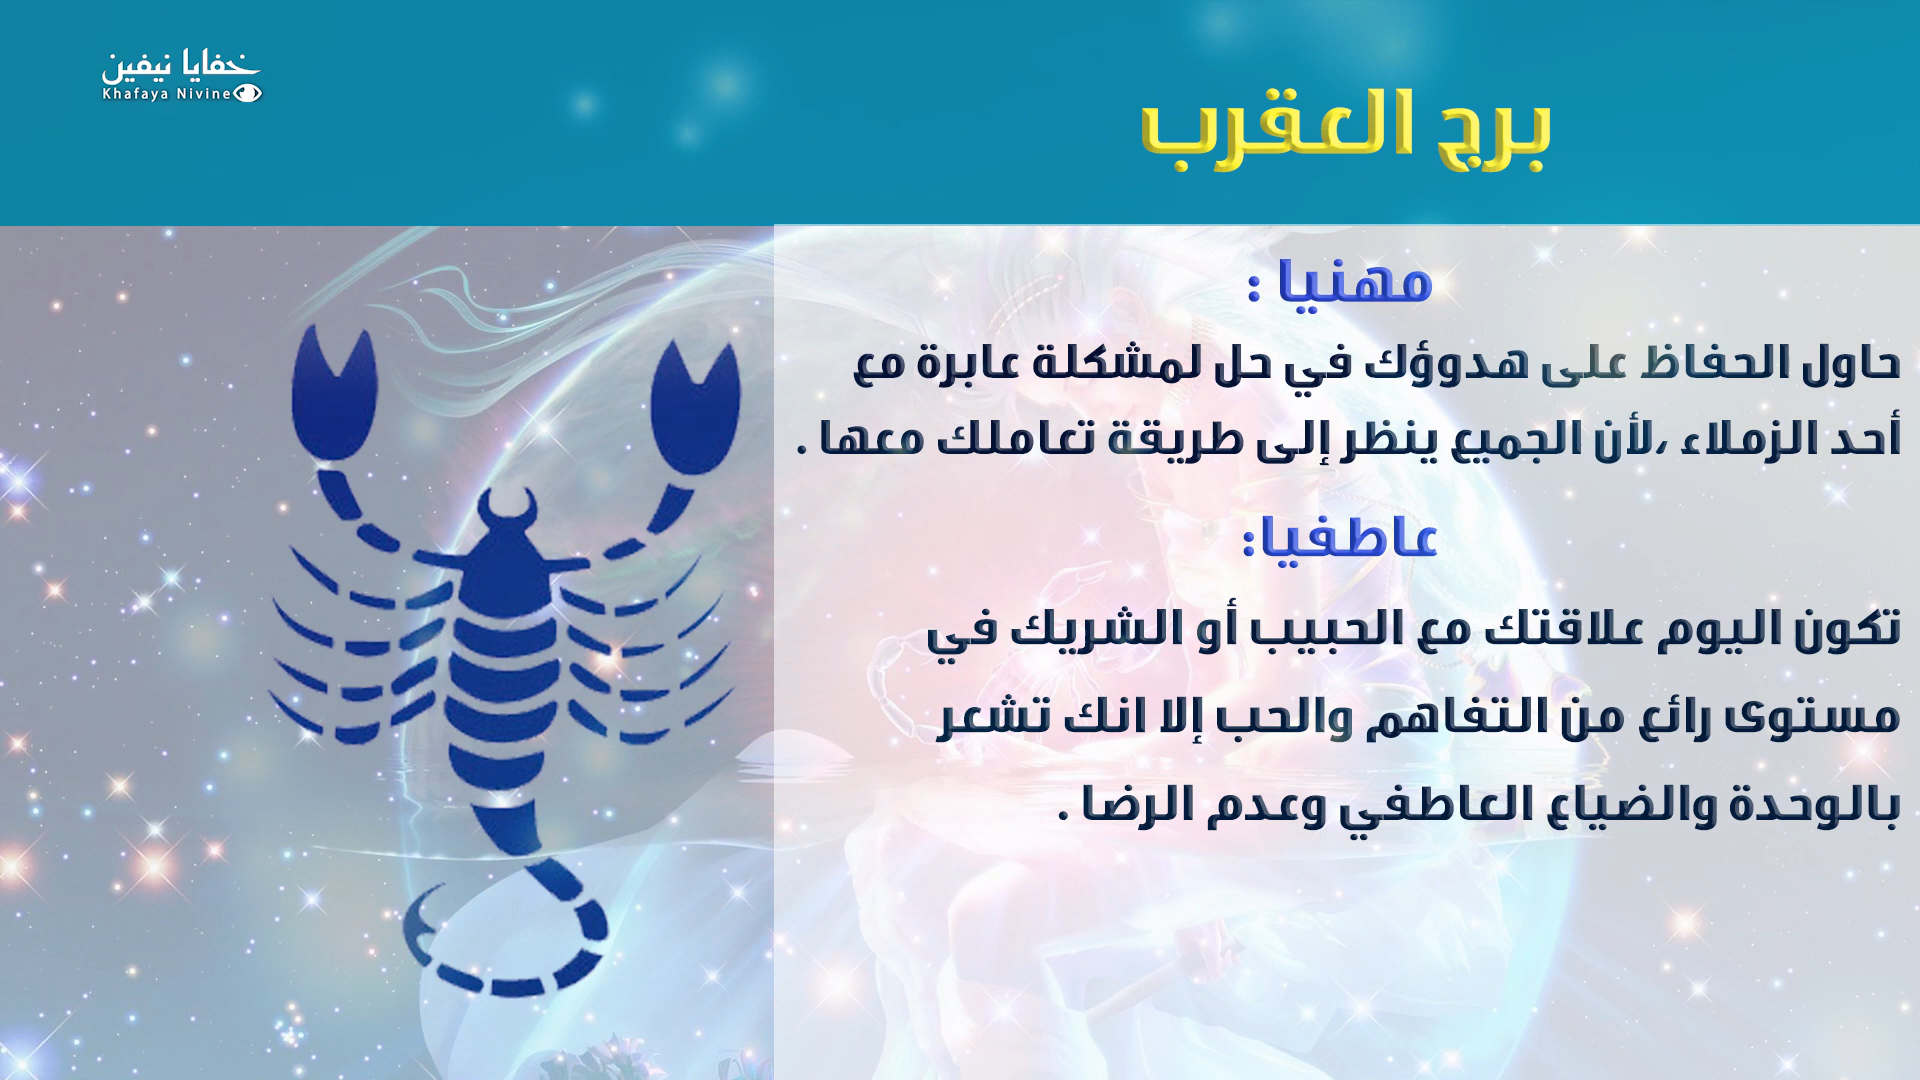 خفايا نيفين
Khafaya Nivine
برج العقرب
مهنيا :
حاول الحفاظ على هدوؤك في حل لمشكلة عابرة مع
أحد الزملاء ،لأن الجميع ينظر إلى طريقة تعاملك معها .
عاطفيا:
تكون اليوم علاقتك مع الحبيب أو الشريك في
مستوى رائع من التفاهم والحب إلا انك تشعر
بالوحدة والضياع العاطفي وعدم الرضا .